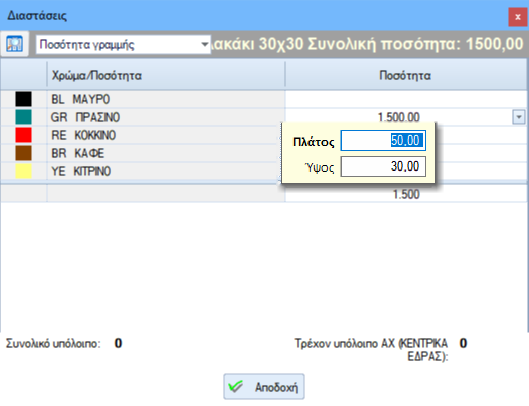 Διαστάσεις
Ποσότητα γραμμής
λακάκι 30χ30 Συνολική ποσότητα: 1500,00
Χρώμα/Ποσότητα Ποσότητα
BL ΜΑΥΡΟ
GR ΠΡΑΣΙΝΟ 1.500.00
RE ΚΟΚΚΙΝΟ
BR ΚΑΦΕ
YE ΚΙΤΡΙΝΟ
Πλάτος 50,00
Ύψος 30,00
1.500
Συνολικό υπόλοιπο: 0
Τρέχον υπόλοιπο ΑΧ (ΚΕΝΤΡΙΚΑ ΕΔΡΑΣ): 0
Αποδοχή